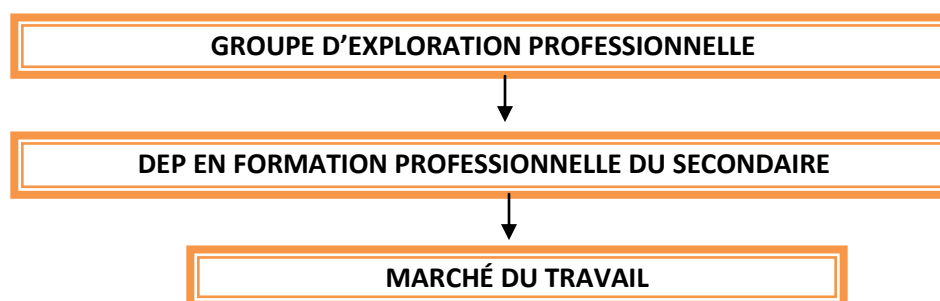 GROUPE D’EXPLORATION PROFESSIONNELLE
DEP EN FORMATION PROFESSIONNELLE DU SECONDAIRE
MARCHÉ DU TRAVAIL